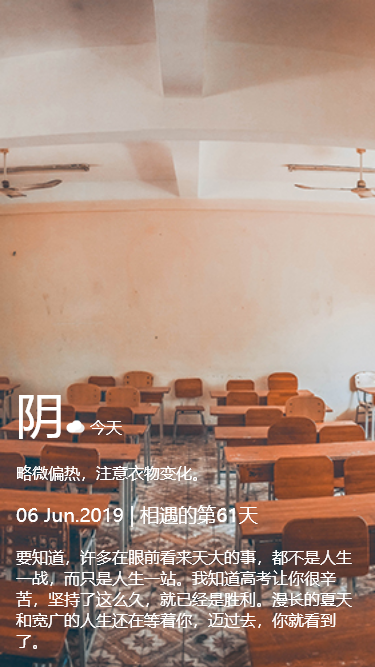 阴 今天
略微偏热，注意衣物变化。
06 Jun.2019 | 相遇的第61天
要知道，许多在眼前看来天大的事，都不是人生
一战，而只是人生一站。我知道高考让你很辛
苦，坚持了这么久，就已经是胜利。漫长的夏天
和宽广的人生还在等着你，迈过去，你就看到
了。